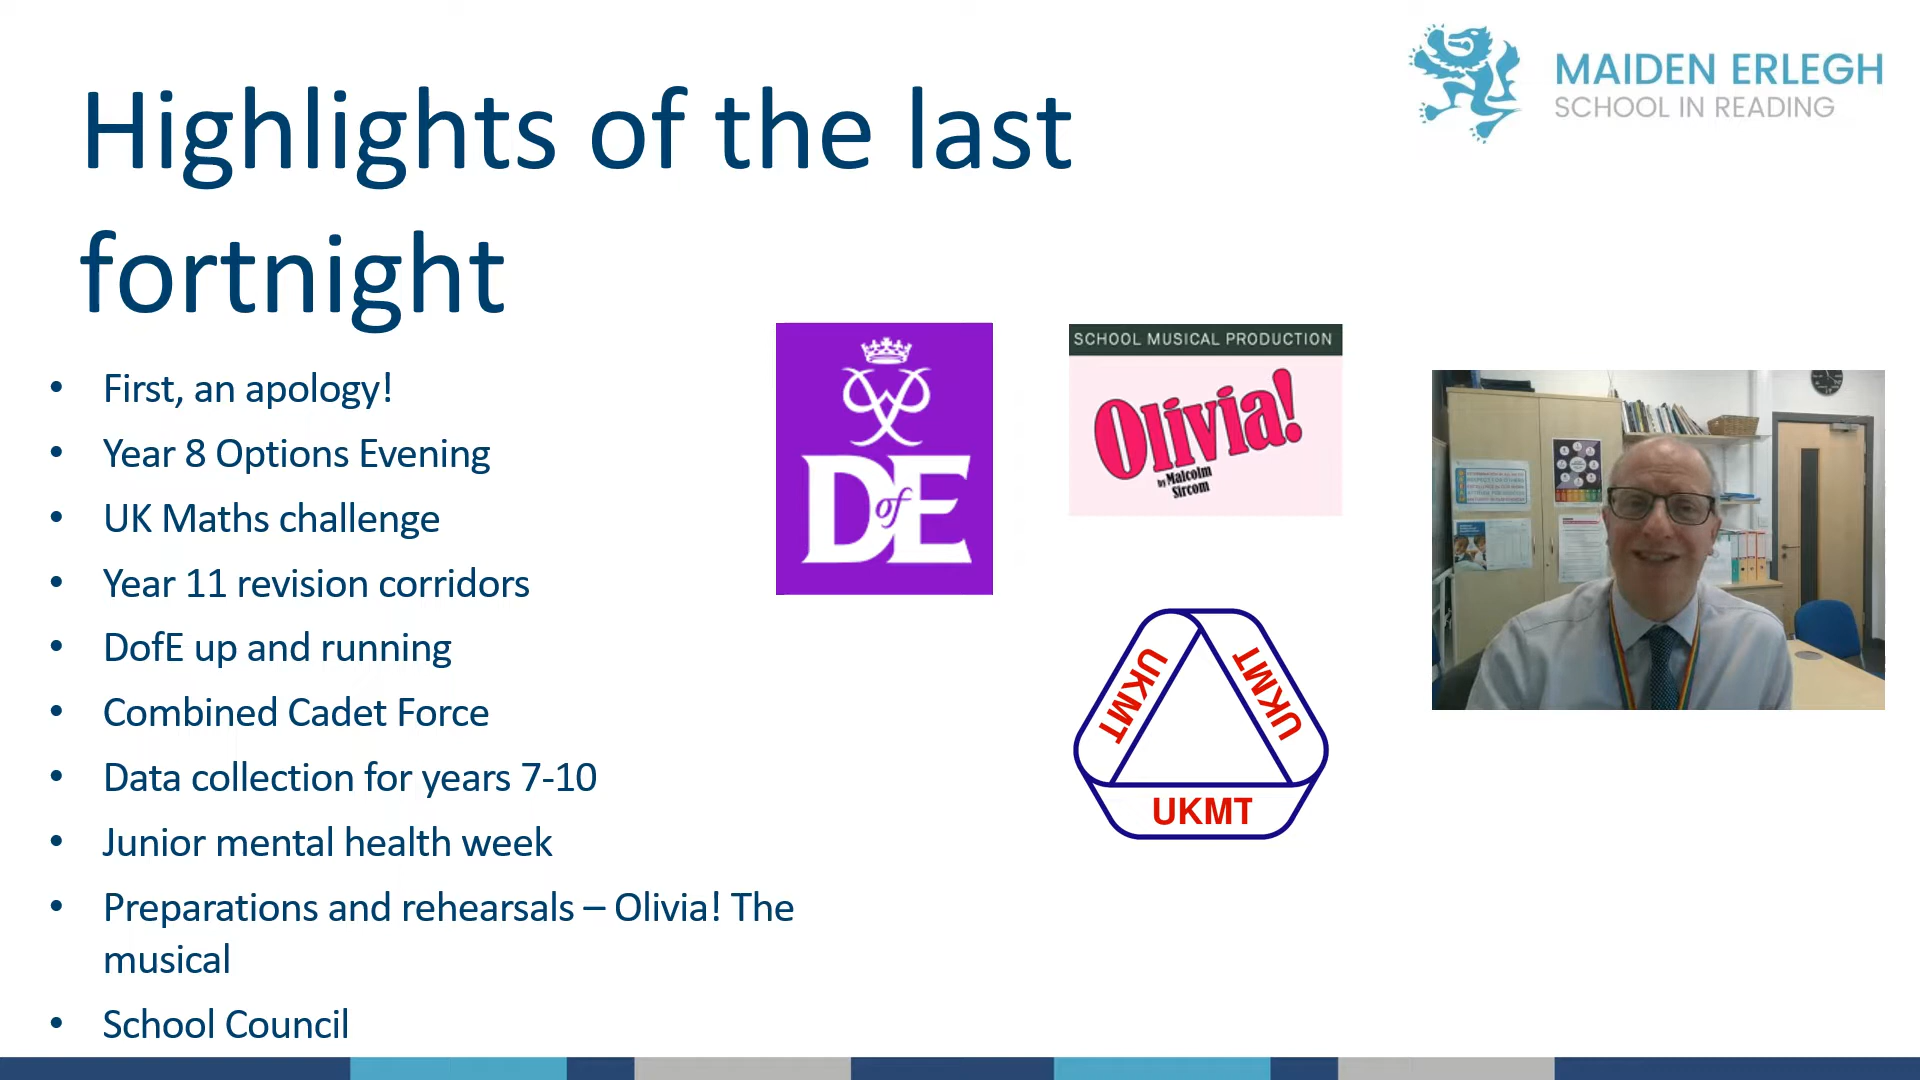 Highlights of the last
fortnight
MAIDEN ERLEGH
SCHOOL IN READING
• First, an apology!
• Year 8 Options Evening
• UK Maths challenge
• Year 11 revision corridors
• DofE up and running
• Combined Cadet Force
• Data collection for years 7-10
• Junior mental health week
• Preparations and rehearsals – Olivia! The
musical
• School Council
DofE
SCHOOL MUSICAL PRODUCTION
Olivia!
by Malcolm
Sircom
UKMT
UKMT
UKMT